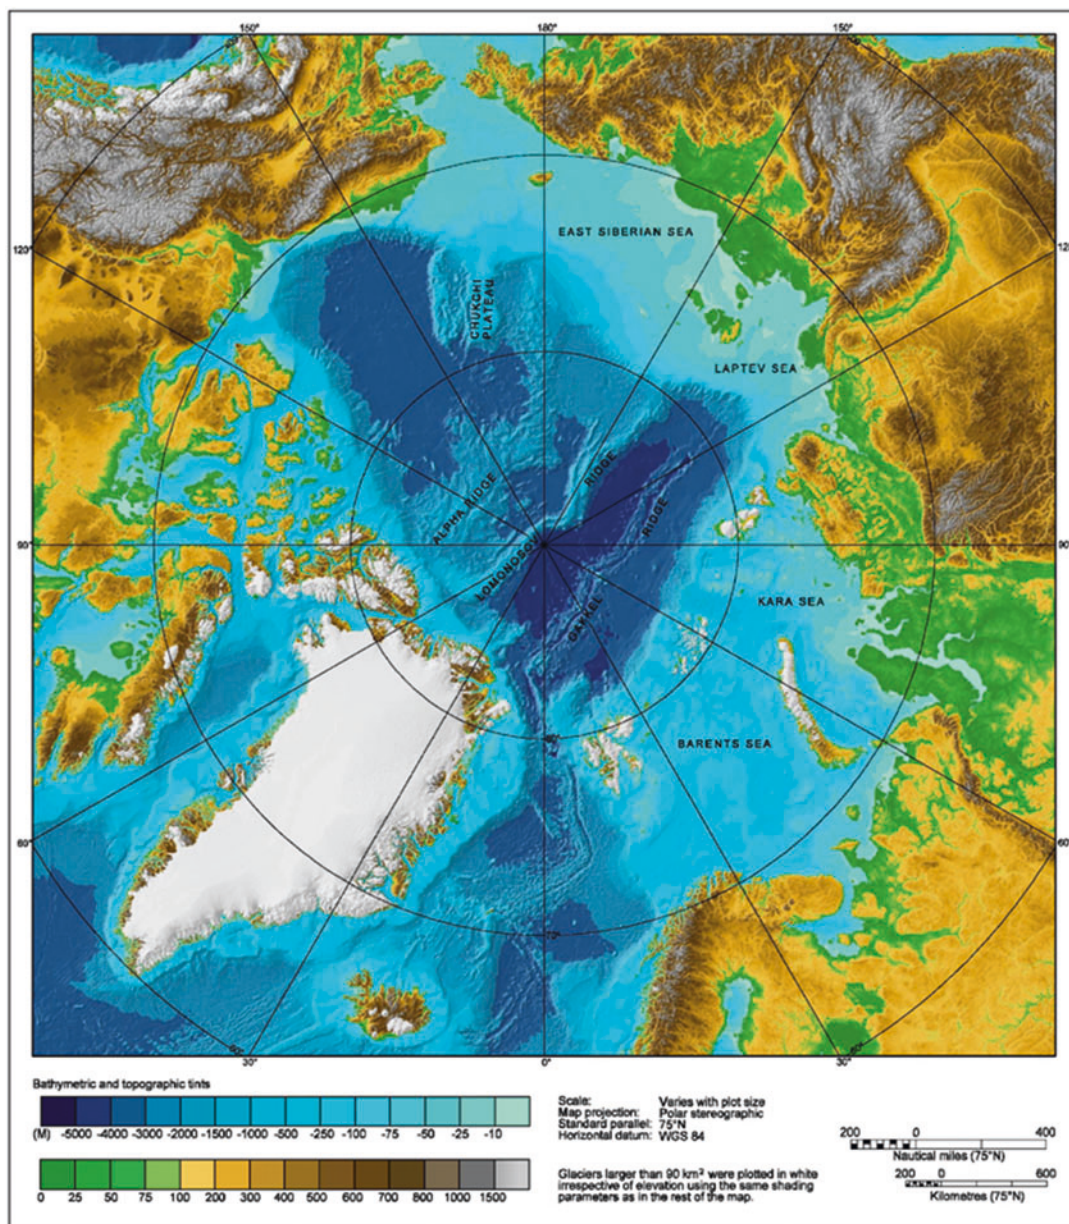 150° 180° 150°
120° 120
EAST SIBERIAN SEA
CHUKCHI
PLATEAU
LAPTEV SEA
RIDGE
ALPHA RIDGE
RIDGE
LOMONOSOV
90° 90°
GAKKEL
KARA SEA
BARENTS SEA
60° 60
70°
30° 0° 30°
Bathymetric and topographic tints
(M) -5000 -4000 -3000 -2000 -1500 -1000 -500 -250 -100 -75 -50 -25 -10
0 25 50 75 100 200 300 400 500 600 700 800 1000 1500
Scale: Varies with plot size
Map projection: Polar stereographic
Standard parallel: 75°N
Horizontal datum: WGS 84
Glaciers larger than 90 km² were plotted in white
irrespective of elevation using the same shading
parameters as in the rest of the map.
200 0 400
Nautical miles (75°N)
200 0 600
Kilometres (75°N)